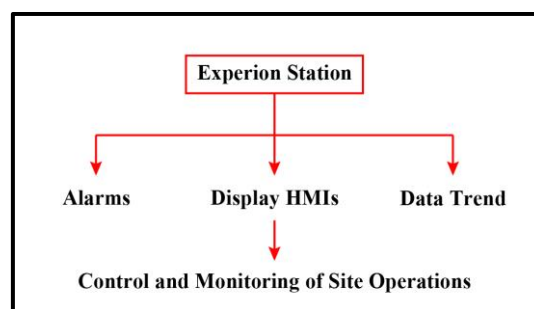 Experion Station
Alarms
Display HMIs
Data Trend
Control and Monitoring of Site Operations